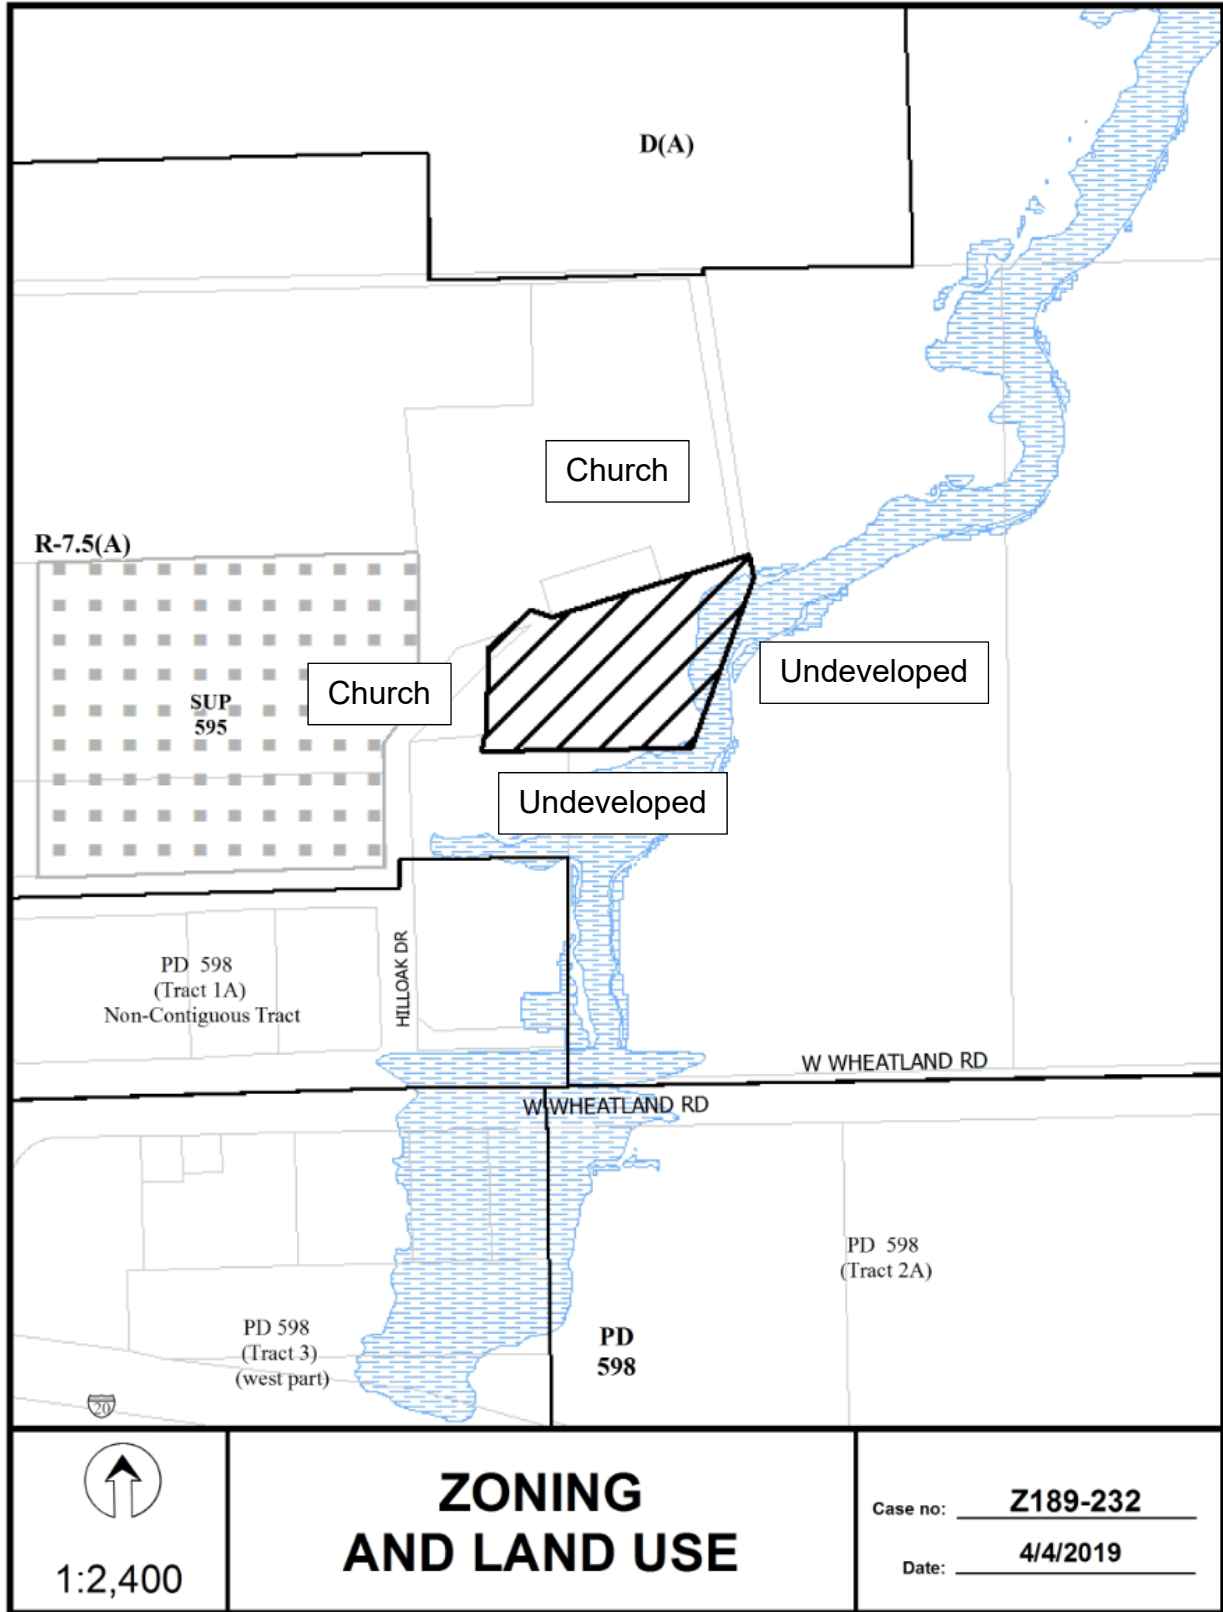 D(A)
Church
R-7.5(A)
Church
SUP
595
Undeveloped
Undeveloped
HILLOAK DR
PD 598
(Tract 1A)
Non-Contiguous Tract
W WHEATLAND RD
W WHEATLAND RD
PD 598
(Tract 2A)
PD 598
(Tract 3)
(west part)
PD
598
20
1:2,400
ZONING
AND LAND USE
Case no: Z189-232
Date: 4/4/2019